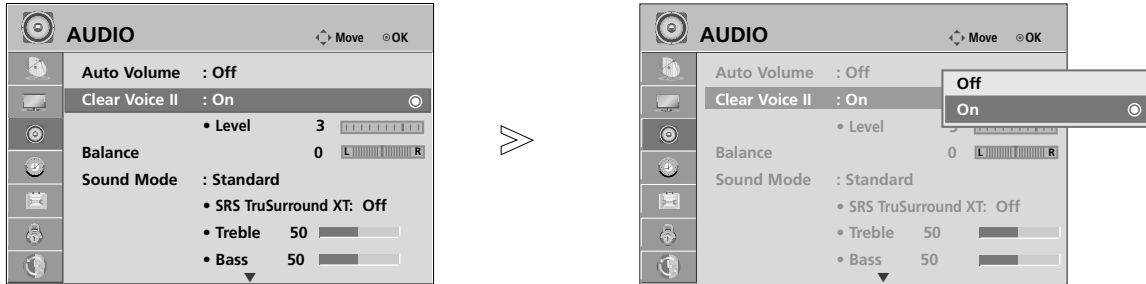 AUDIO
Move
OK
Auto Volume : Off
Clear Voice II : On
• Level 3
Balance 0 L R
Sound Mode : Standard
• SRS TruSurround XT: Off
• Treble 50
• Bass 50
AUDIO
Move
OK
Auto Volume : Off
Clear Voice II : On
• Level 3
Balance 0 L R
Sound Mode : Standard
• SRS TruSurround XT: Off
• Treble 50
• Bass 50
Off
On